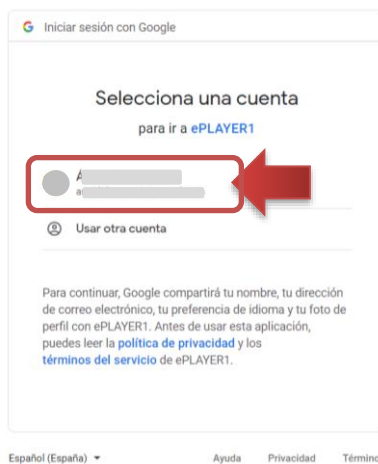 Iniciar sesión con Google
Selecciona una cuenta
para ir a ePLAYER1
Usar otra cuenta
Para continuar, Google compartirá tu nombre, tu dirección
de correo electrónico, tu preferencia de idioma y tu foto de
perfil con ePLAYER1. Antes de usar esta aplicación,
puedes leer la política de privacidad y los
términos del servicio de ePLAYER1.
Español (España) Ayuda Privacidad